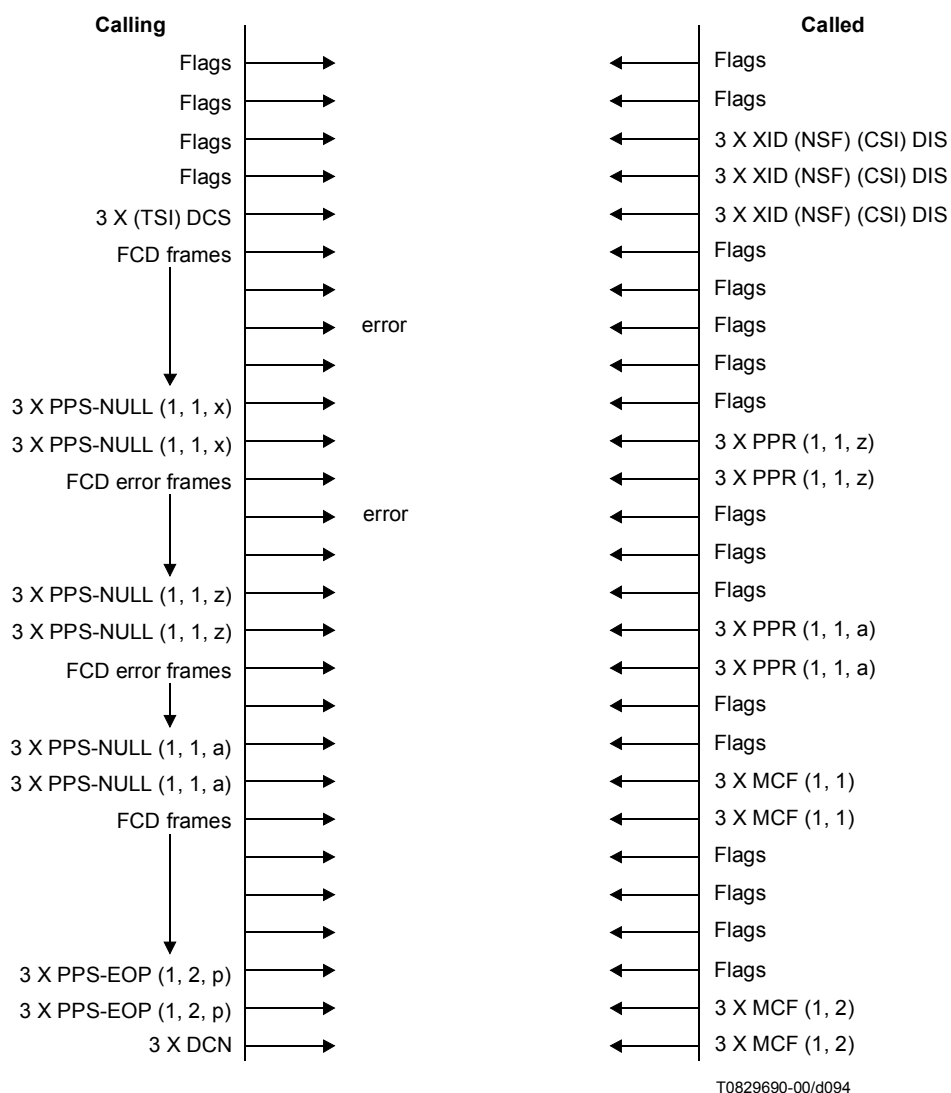 Calling Called
Flags Flags
Flags Flags
Flags 3 X XID (NSF) (CSI) DIS
Flags 3 X XID (NSF) (CSI) DIS
3 X (TSI) DCS 3 X XID (NSF) (CSI) DIS
FCD frames Flags
Flags
error Flags
Flags
3 X PPS-NULL (1, 1, x) Flags
3 X PPS-NULL (1, 1, x) 3 X PPR (1, 1, z)
FCD error frames 3 X PPR (1, 1, z)
error Flags
Flags
3 X PPS-NULL (1, 1, z) Flags
3 X PPS-NULL (1, 1, z) 3 X PPR (1, 1, a)
FCD error frames 3 X PPR (1, 1, a)
Flags
3 X PPS-NULL (1, 1, a) Flags
3 X PPS-NULL (1, 1, a) 3 X MCF (1, 1)
FCD frames 3 X MCF (1, 1)
Flags
Flags
Flags
3 X PPS-EOP (1, 2, p) Flags
3 X PPS-EOP (1, 2, p) 3 X MCF (1, 2)
3 X DCN 3 X MCF (1, 2)
T0829690-00/d094